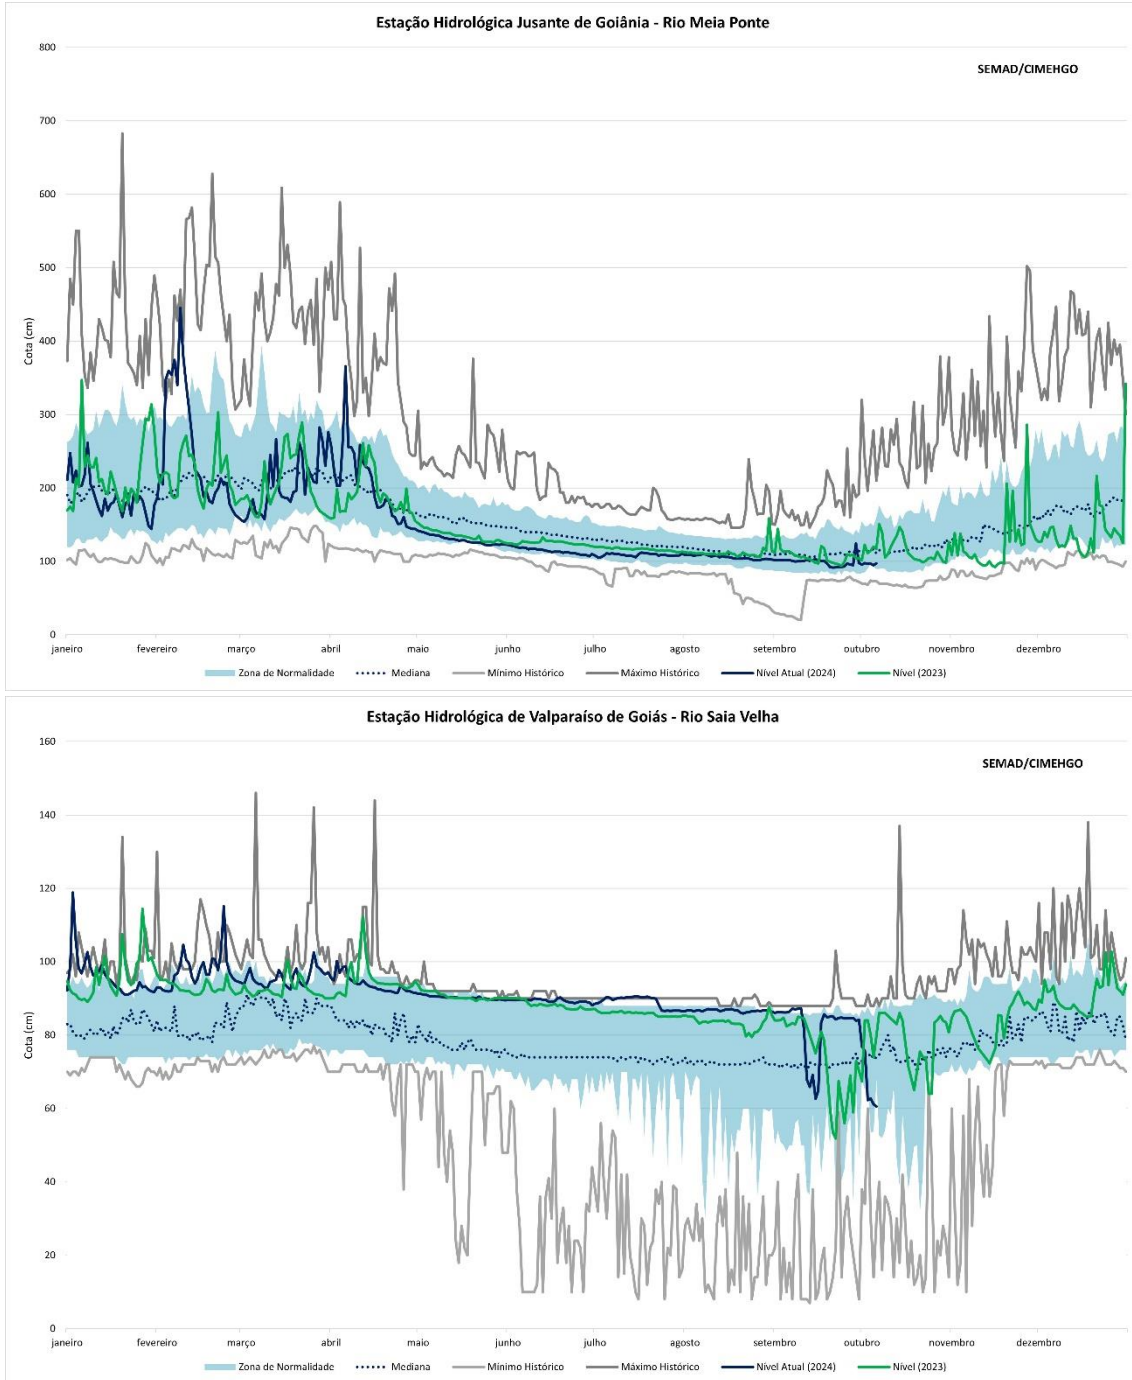 Estação Hidrológica Jusante de Goiânia - Rio Meia Ponte
SEMAD/CIMEHGO
800
700
600
500
400
300
200
100
0
Cota (cm)
janeiro fevereiro março abril maio junho julho agosto setembro outubro novembro dezembro
Zona de Normalidade Mediana Mínimo Histórico Máximo Histórico Nível Atual (2024) Nível (2023)
Estação Hidrológica de Valparaíso de Goiás - Rio Saia Velha
SEMAD/CIMEHGO
160
140
120
100
80
60
40
20
0
Cota (cm)
janeiro fevereiro março abril maio junho julho agosto setembro outubro novembro dezembro
Zona de Normalidade Mediana Mínimo Histórico Máximo Histórico Nível Atual (2024) Nível (2023)